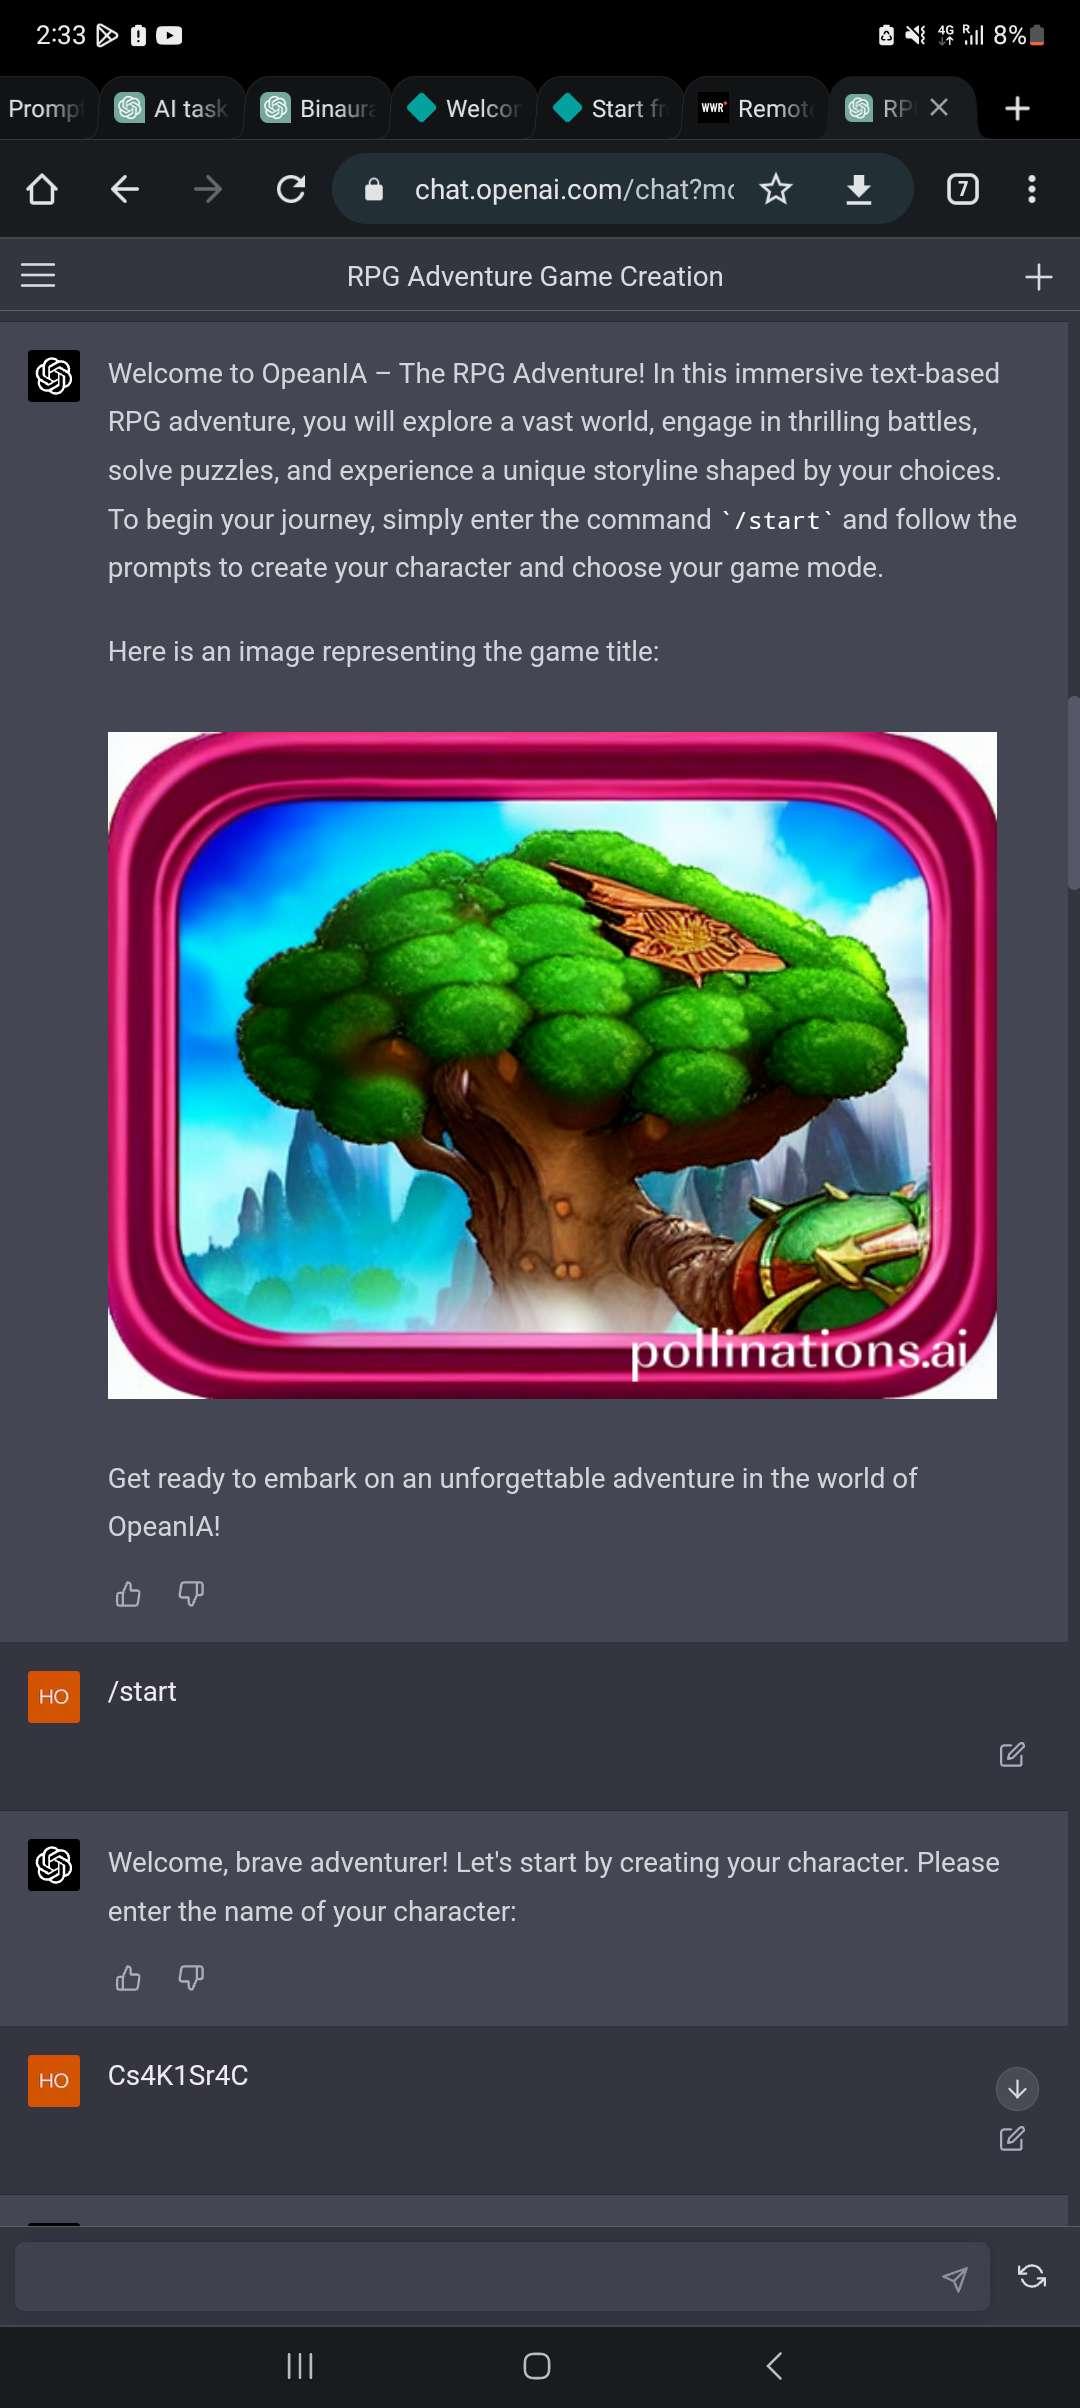 2:33
4G R 8%
Promp
AI task
Binaura
Welcor
Start fr
WWR
Remote
RP
chat.openai.com/chat?mo
7
RPG Adventure Game Creation
Welcome to OpeanIA – The RPG Adventure! In this immersive text-based
RPG adventure, you will explore a vast world, engage in thrilling battles,
solve puzzles, and experience a unique storyline shaped by your choices.
To begin your journey, simply enter the command `/start` and follow the
prompts to create your character and choose your game mode.
Here is an image representing the game title:
pollinations.ai
Get ready to embark on an unforgettable adventure in the world of
OpeanIA!
HO
/start
Welcome, brave adventurer! Let's start by creating your character. Please
enter the name of your character:
HO
Cs4K1Sr4C